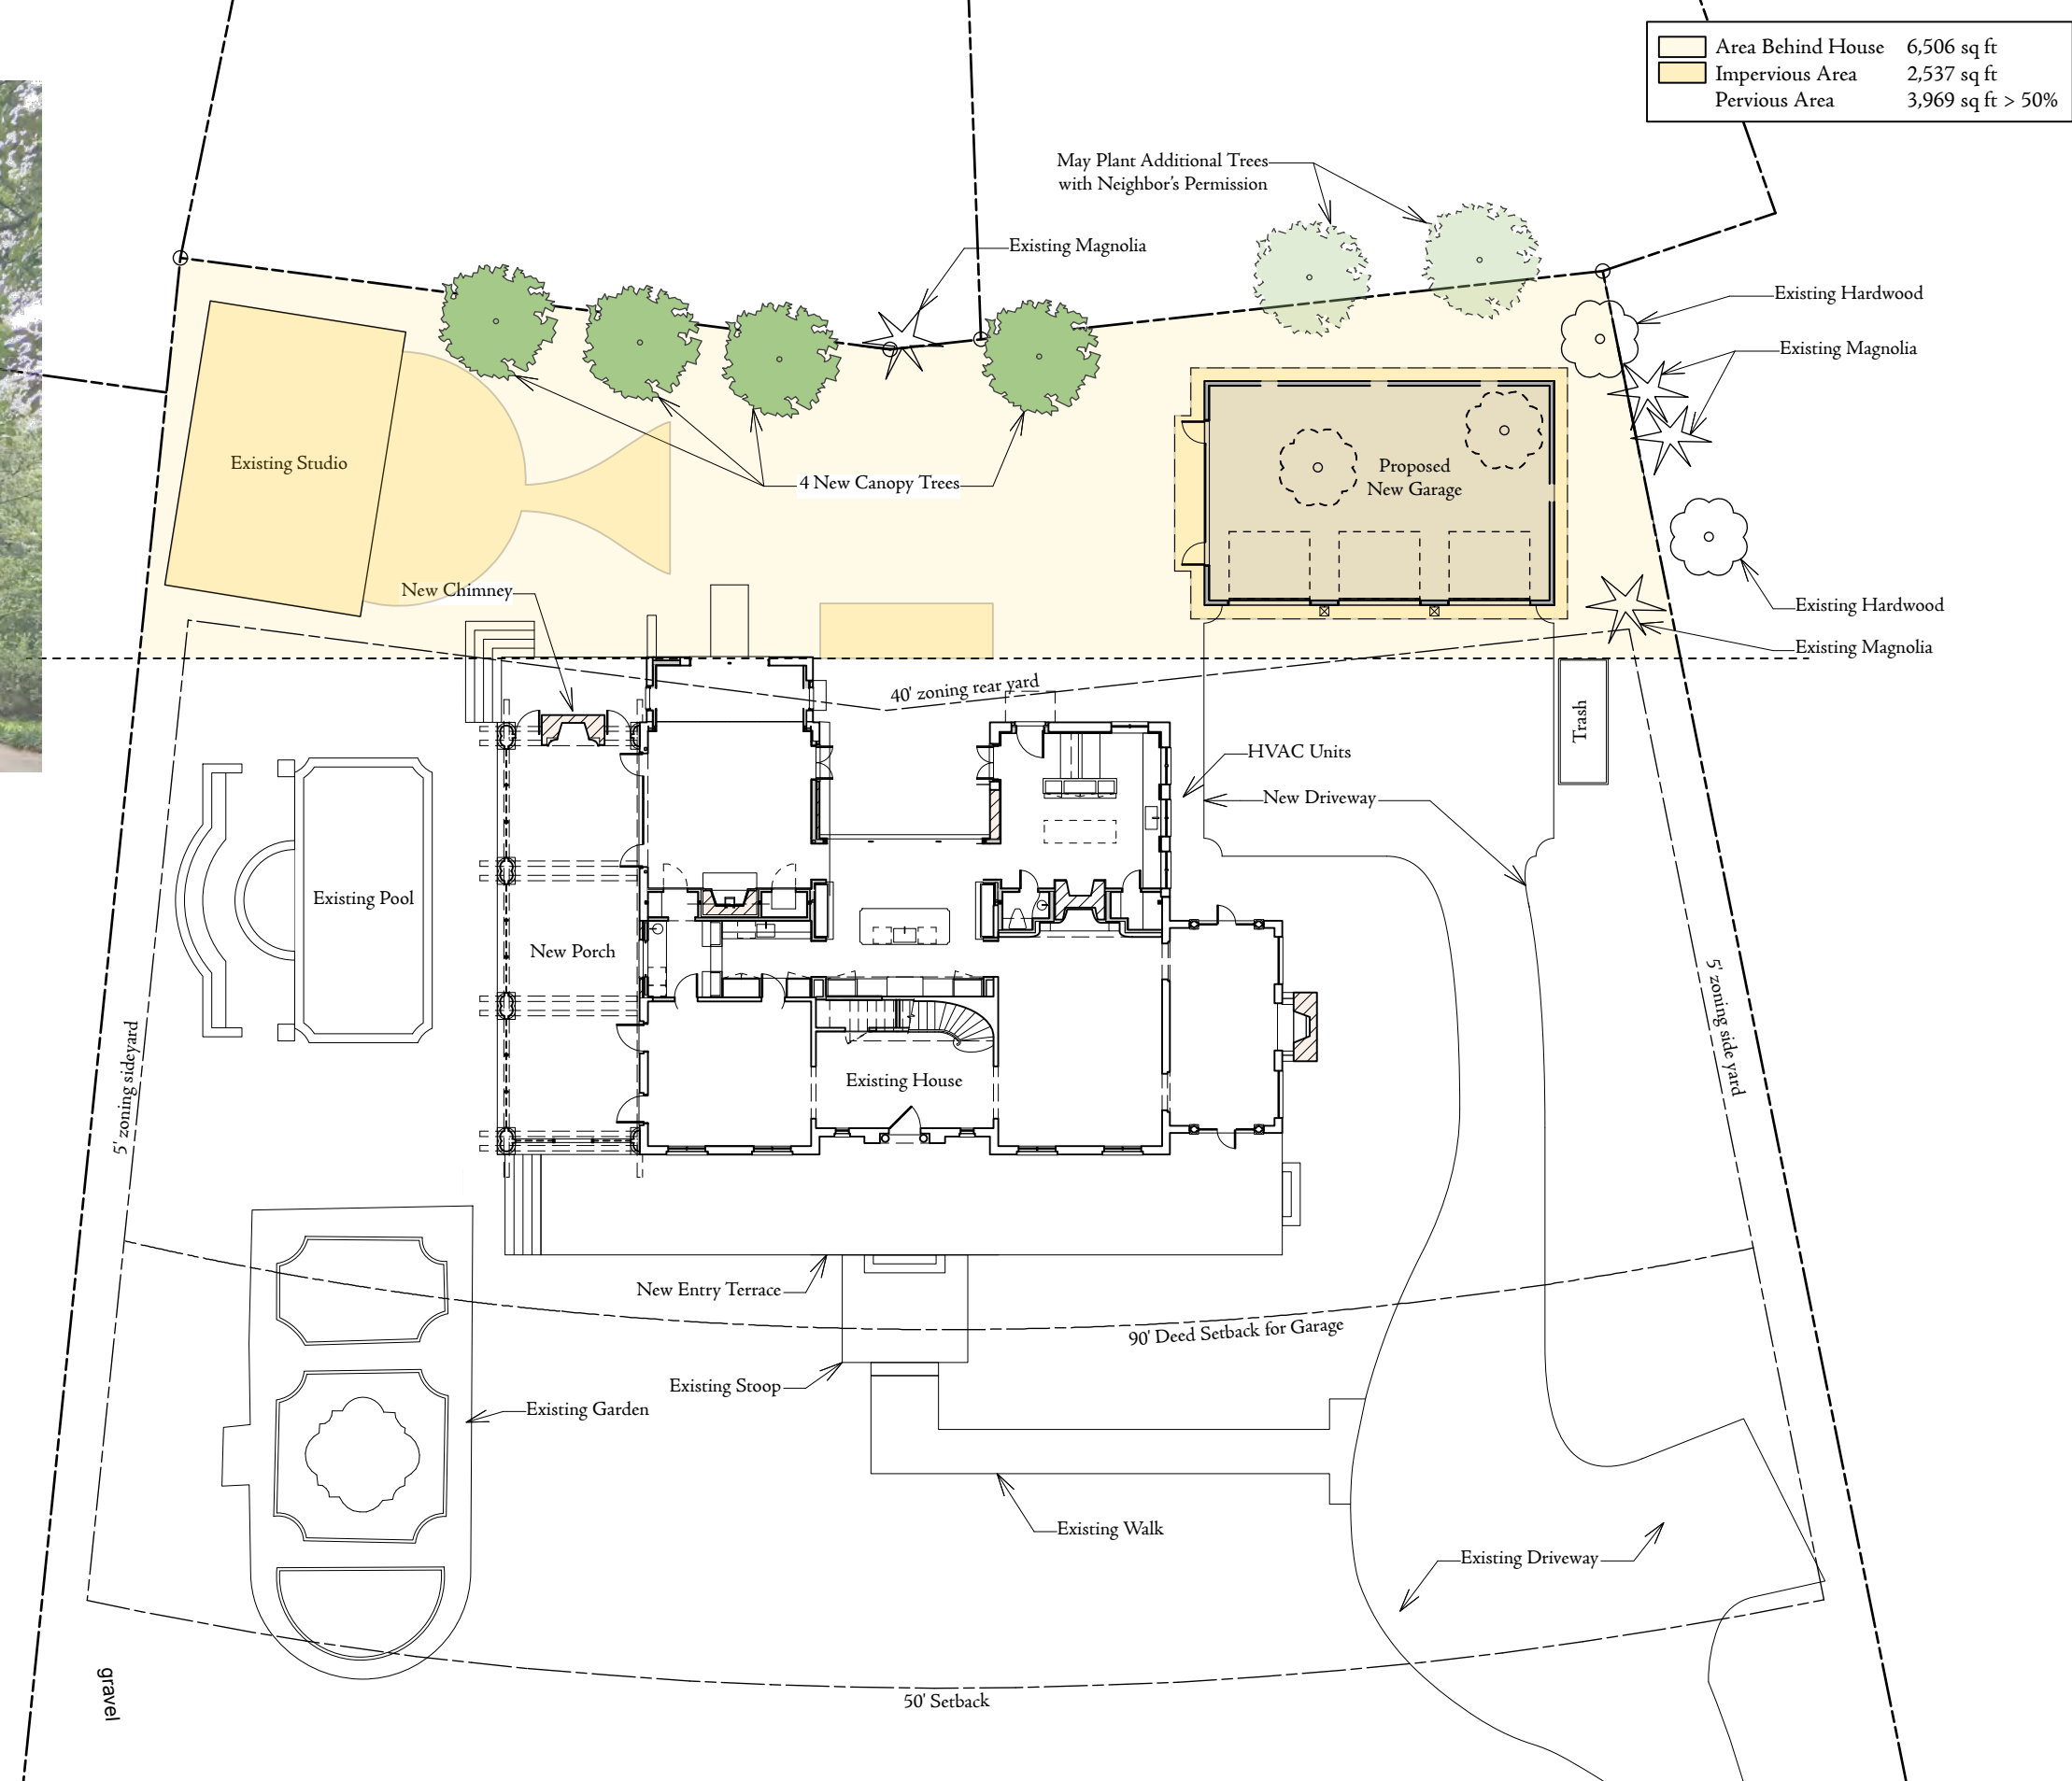 Area Behind House 6,506 sq ft
Impervious Area 2,537 sq ft
Pervious Area 3,969 sq ft > 50%
May Plant Additional Trees
with Neighbor's Permission
Existing Magnolia
Existing Hardwood
Existing Magnolia
Existing Studio
4 New Canopy Trees
Proposed
New Garage
New Chimney
Existing Hardwood
Existing Magnolia
40' zoning rear yard
Trash
HVAC Units
New Driveway
Existing Pool
New Porch
5' zoning sideyard
5' zoning side yard
Existing House
New Entry Terrace
90' Deed Setback for Garage
Existing Stoop
Existing Garden
Existing Walk
Existing Driveway
gravel
50' Setback